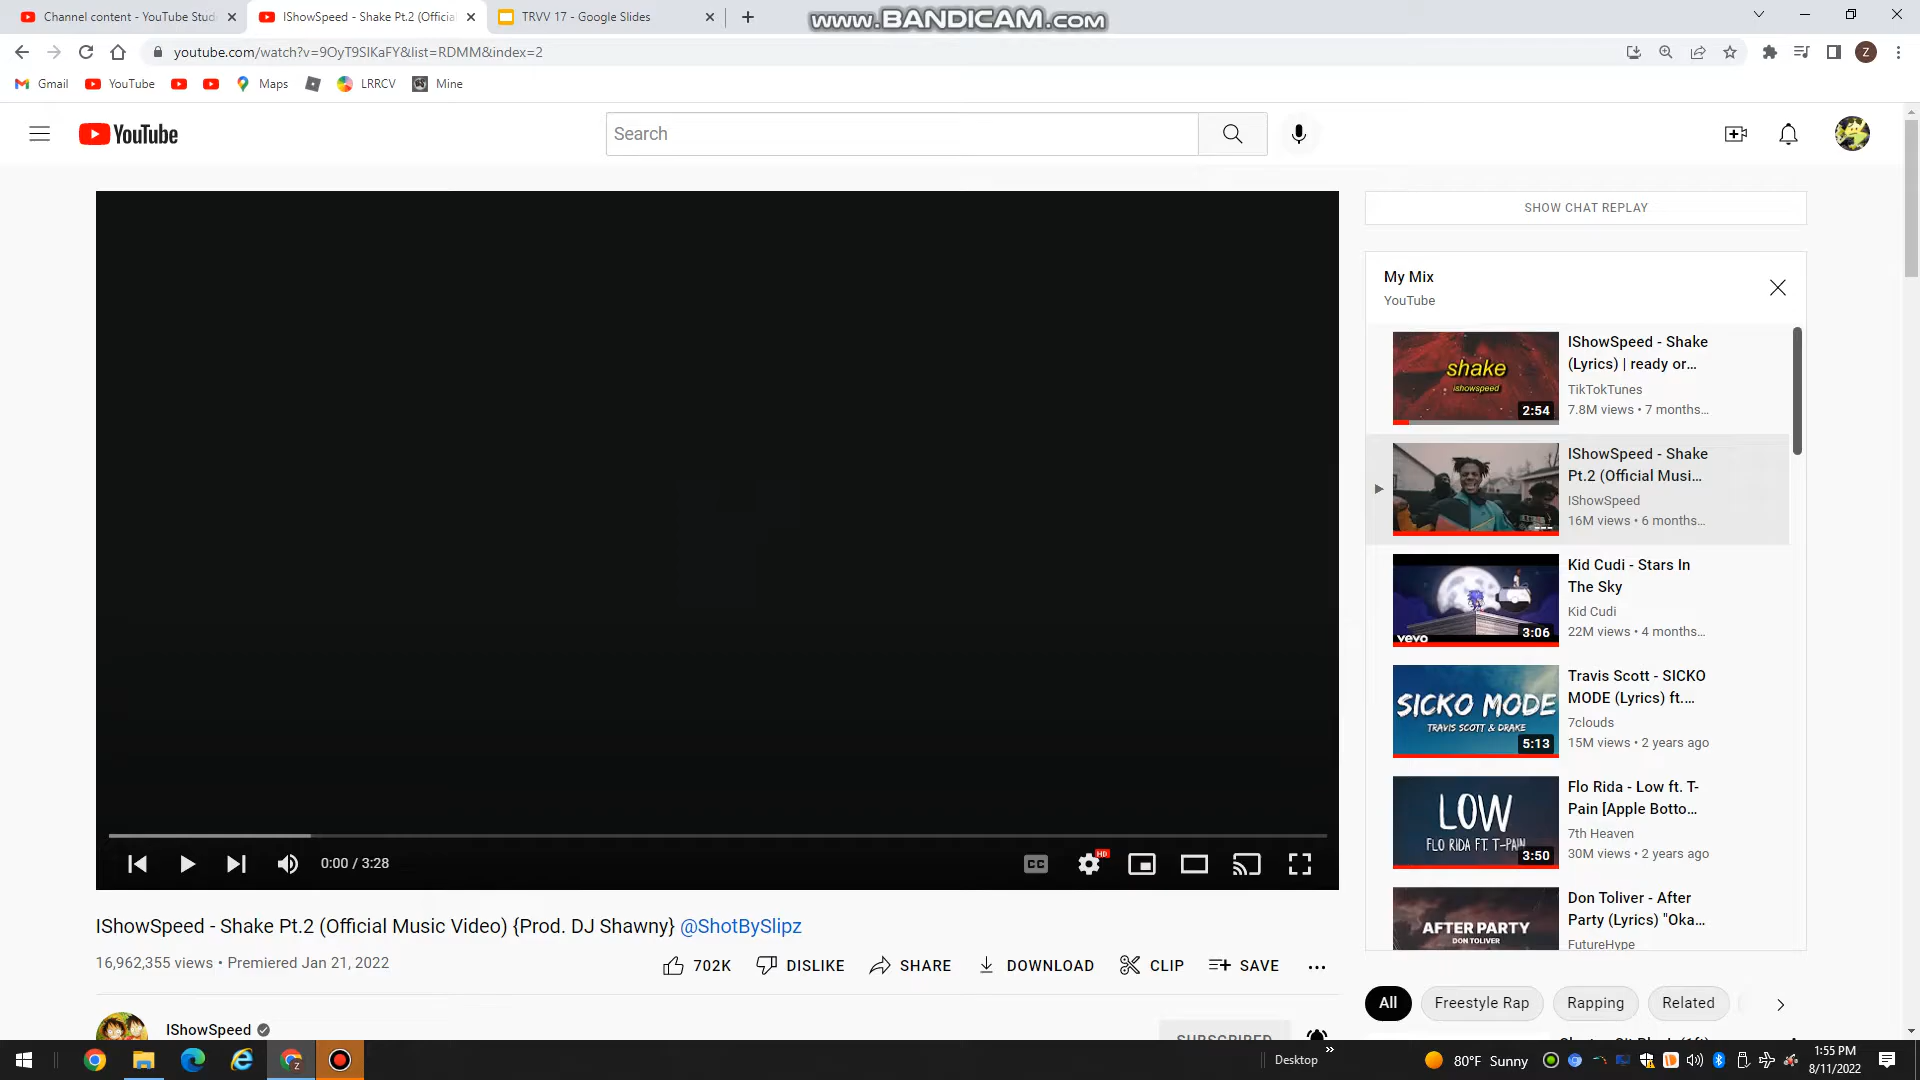 Channel content - YouTube Stud
IShowSpeed - Shake Pt.2 (Official
TRVV 17 - Google Slides
WWW.BANDICAM.COM
youtube.com/watch?v=9OyT9SlKaFY&list=RDMM&index=2
Z
Gmail
YouTube
Maps
LRRCV
Mine
YouTube
Search
SHOW CHAT REPLAY
My Mix
YouTube
shake
ishowspeed
2:54
IShowSpeed - Shake
(Lyrics) | ready or...
TikTokTunes
7.8M views • 7 months...
IShowSpeed - Shake
Pt.2 (Official Musi...
IShowSpeed
16M views • 6 months...
vevo
3:06
Kid Cudi - Stars In
The Sky
Kid Cudi
22M views • 4 months...
SICKO MODE
TRAVIS SCOTT & DRAKE
5:13
Travis Scott - SICKO
MODE (Lyrics) ft....
7clouds
15M views • 2 years ago
LOW
FLO RIDA FT. T-PAIN
3:50
Flo Rida - Low ft. T-
Pain [Apple Botto...
7th Heaven
30M views • 2 years ago
AFTER PARTY
DON TOLIVER
Don Toliver - After
Party (Lyrics) "Oka...
FutureHype
0:00 / 3:28
CC
HD
IShowSpeed - Shake Pt.2 (Official Music Video) {Prod. DJ Shawny} @ShotBySlipz
16,962,355 views • Premiered Jan 21, 2022
702K
DISLIKE
SHARE
DOWNLOAD
CLIP
SAVE
All
Freestyle Rap
Rapping
Related
IShowSpeed
SUBSCRIBED
Desktop
80°F Sunny
1:55 PM
8/11/2022